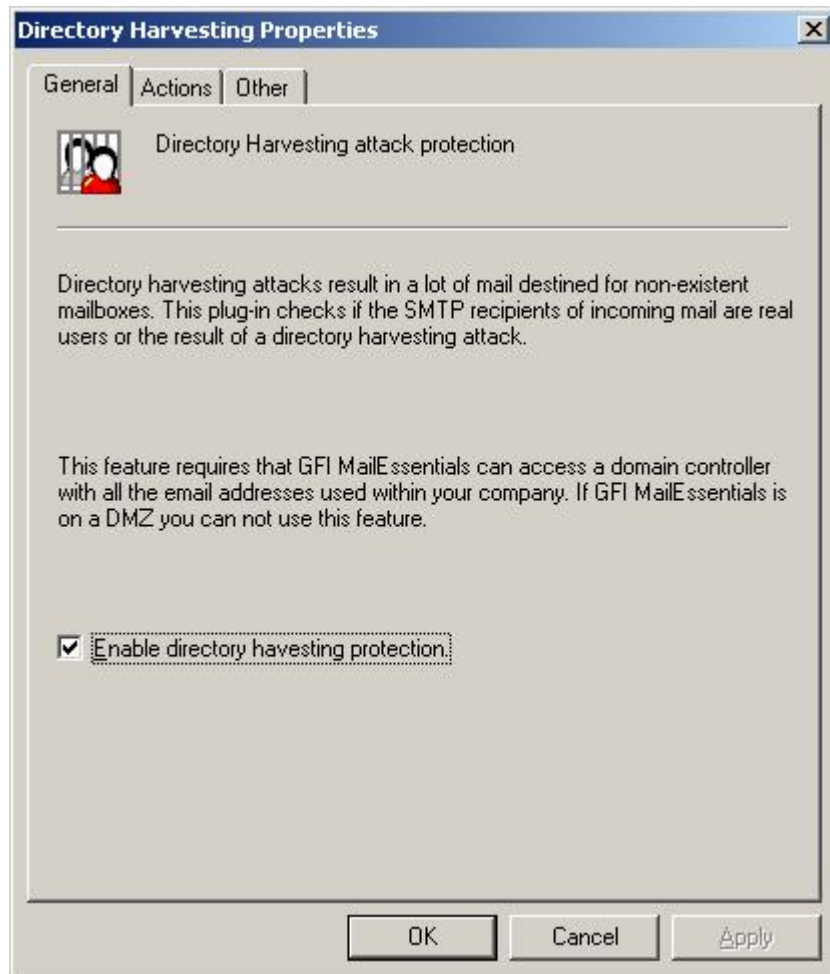 Directory Harvesting Properties
General
Actions
Other
Directory Harvesting attack protection
Directory harvesting attacks result in a lot of mail destined for non-existent
mailboxes. This plug-in checks if the SMTP recipients of incoming mail are real
users or the result of a directory harvesting attack.
This feature requires that GFI MailEssentials can access a domain controller
with all the email addresses used within your company. If GFI MailEssentials is
on a DMZ you can not use this feature.
Enable directory havesting protection.
OK
Cancel
Apply